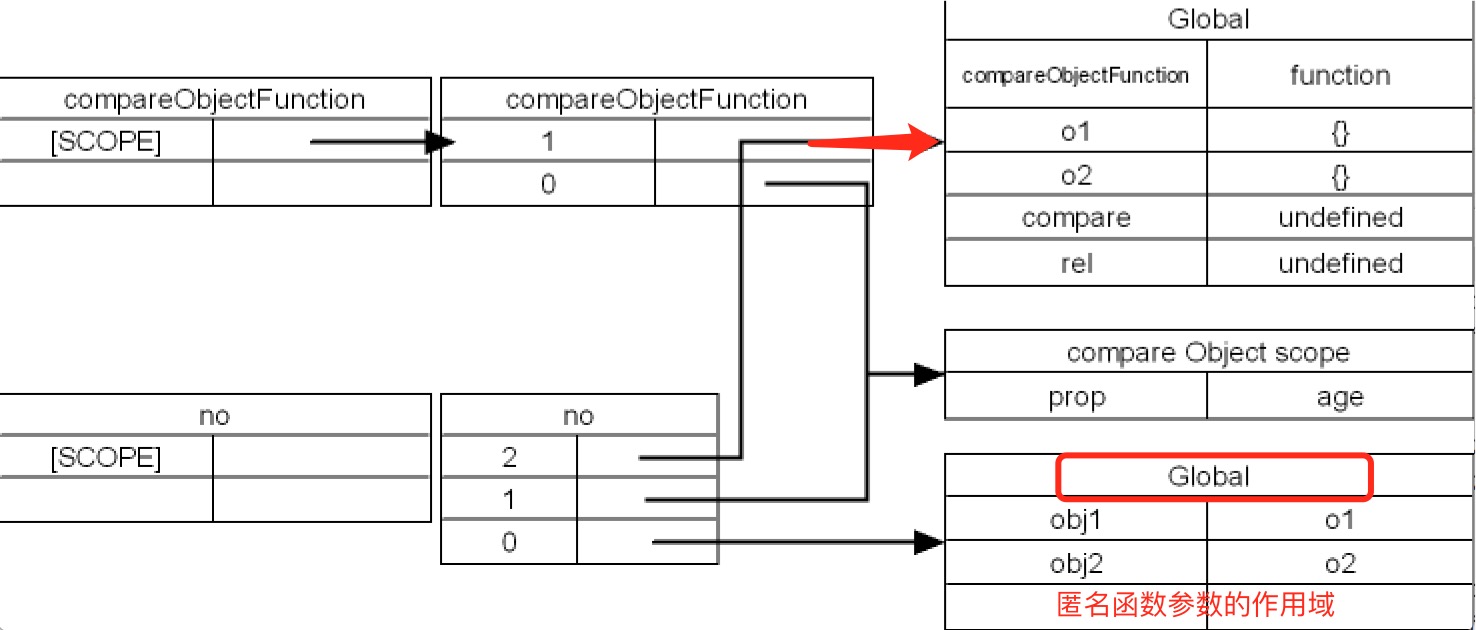 Global
compareObjectFunction function
o1 {}
o2 {}
compare undefined
rel undefined
compareObjectFunction
[SCOPE]
compareObjectFunction
1
0
compare Object scope
prop age
no
[SCOPE]
no
2
1
0
Global
obj1 o1
obj2 o2
匿名函数参数的作用域